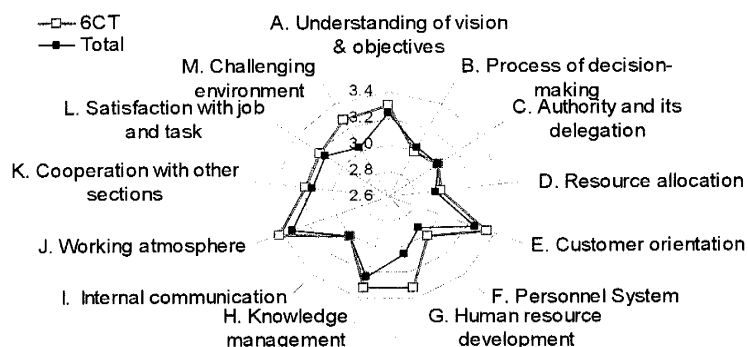 6CT
Total
A. Understanding of vision
& objectives
B. Process of decision-
making
C. Authority and its
delegation
D. Resource allocation
E. Customer orientation
F. Personnel System
G. Human resource
development
H. Knowledge
management
I. Internal communication
J. Working atmosphere
K. Cooperation with other
sections
L. Satisfaction with job
and task
M. Challenging
environment
3.4
3.2
3.0
2.8
2.6